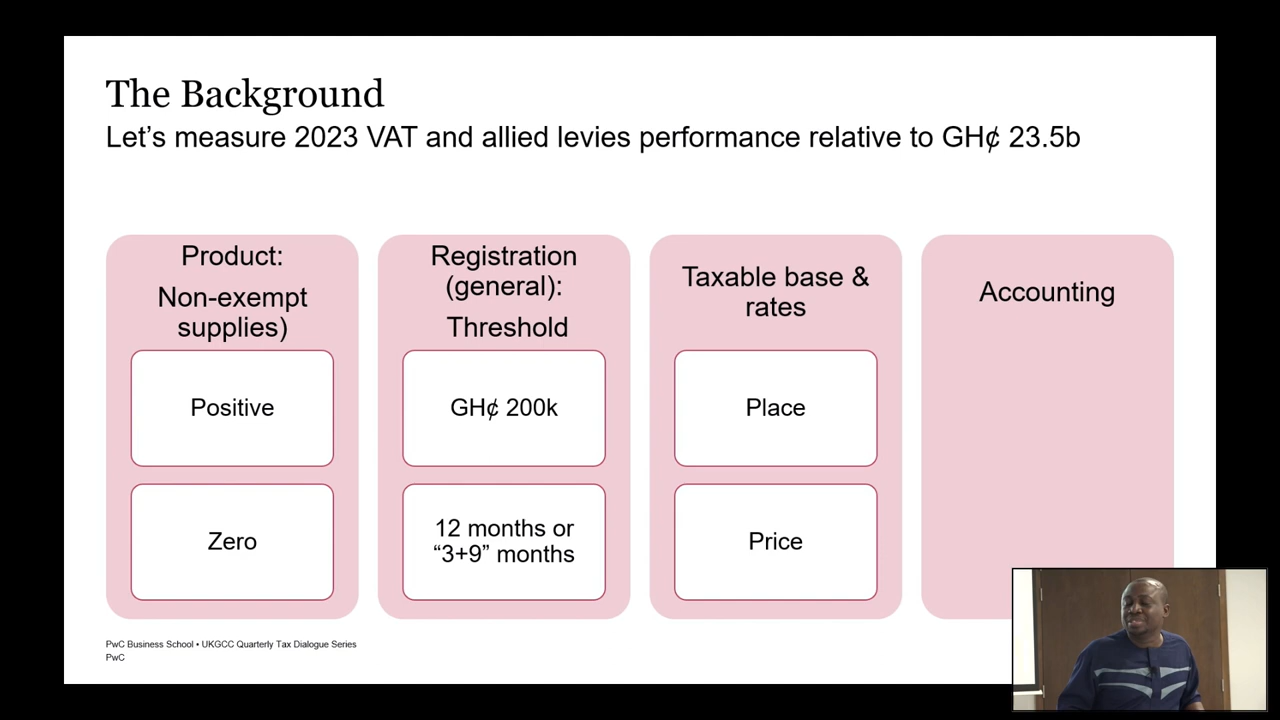 The Background
Let’s measure 2023 VAT and allied levies performance relative to GH¢ 23.5b
Product:
Non-exempt
supplies)
Positive
Zero
Registration
(general):
Threshold
GH¢ 200k
12 months or
“3+9” months
Taxable base &
rates
Place
Price
Accounting
PwC Business School • UKGCC Quarterly Tax Dialogue Series
PwC